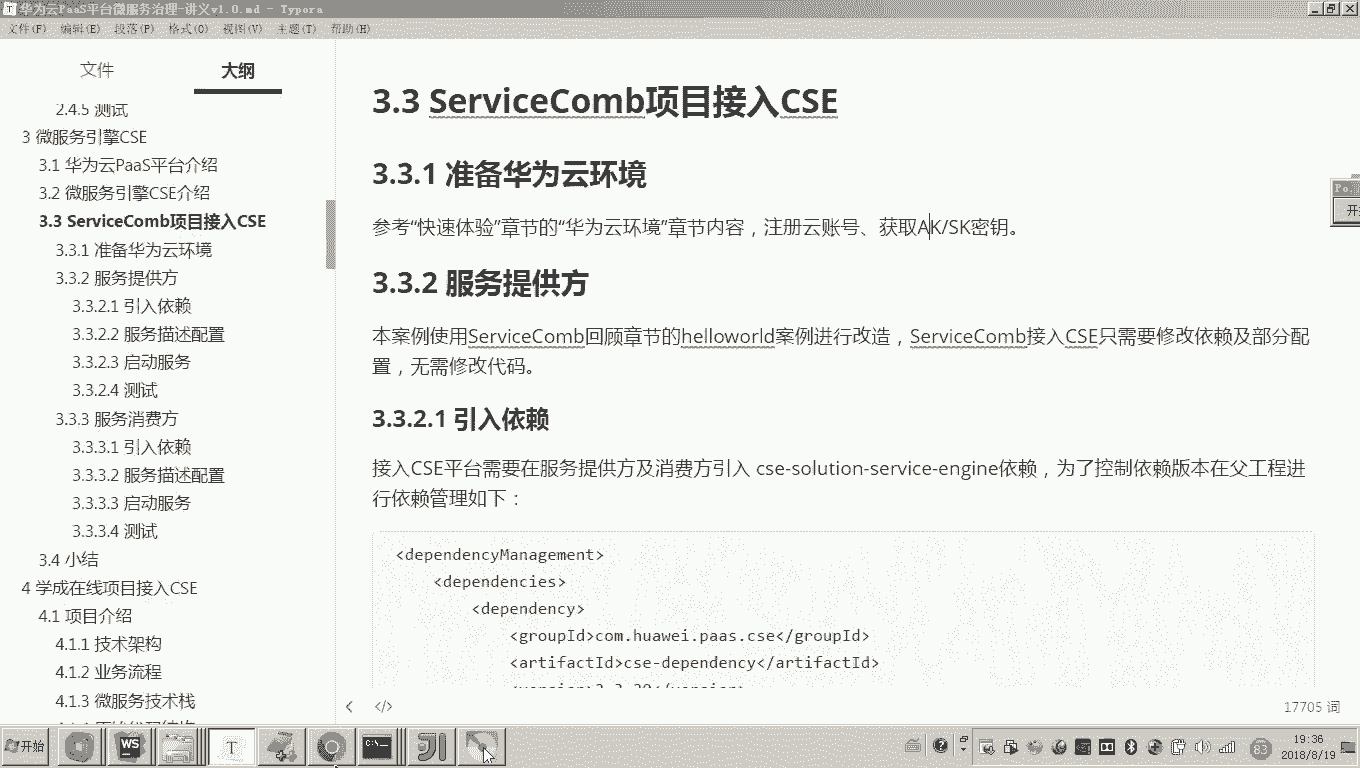 华为云PaaS平台微服务治理-讲义v1.0.md - Typora
文件(F) 编辑(E) 段落(P) 格式(O) 视图(V) 主题(T) 帮助(H)
文件 大纲
2.4.5 测试
3 微服务引擎CSE
3.1 华为云PaaS平台介绍
3.2 微服务引擎CSE介绍
3.3 ServiceComb项目接入CSE
3.3.1 准备华为云环境
3.3.2 服务提供方
3.3.2.1 引入依赖
3.3.2.2 服务描述配置
3.3.2.3 启动服务
3.3.2.4 测试
3.3.3 服务消费方
3.3.3.1 引入依赖
3.3.3.2 服务描述配置
3.3.3.3 启动服务
3.3.3.4 测试
3.4 小结
4 学成在线项目接入CSE
4.1 项目介绍
4.1.1 技术架构
4.1.2 业务流程
4.1.3 微服务技术栈
3.3 ServiceComb项目接入CSE
3.3.1 准备华为云环境
参考“快速体验”章节的“华为云环境”章节内容，注册云账号、获取AK/SK密钥。
3.3.2 服务提供方
本案例使用ServiceComb回顾章节的helloworld案例进行改造，ServiceComb接入CSE只需要修改依赖及部分配
置，无需修改代码。
3.3.2.1 引入依赖
接入CSE平台需要在服务提供方及消费方引入 cse-solution-service-engine依赖，为了控制依赖版本在父工程进
行依赖管理如下：
<dependencyManagement>
<dependencies>
<dependency>
<groupId>com.huawei.paas.cse</groupId>
<artifactId>cse-dependency</artifactId>
17705 词
Po.
开
开始
WS
T
83
19:36
2018/8/19